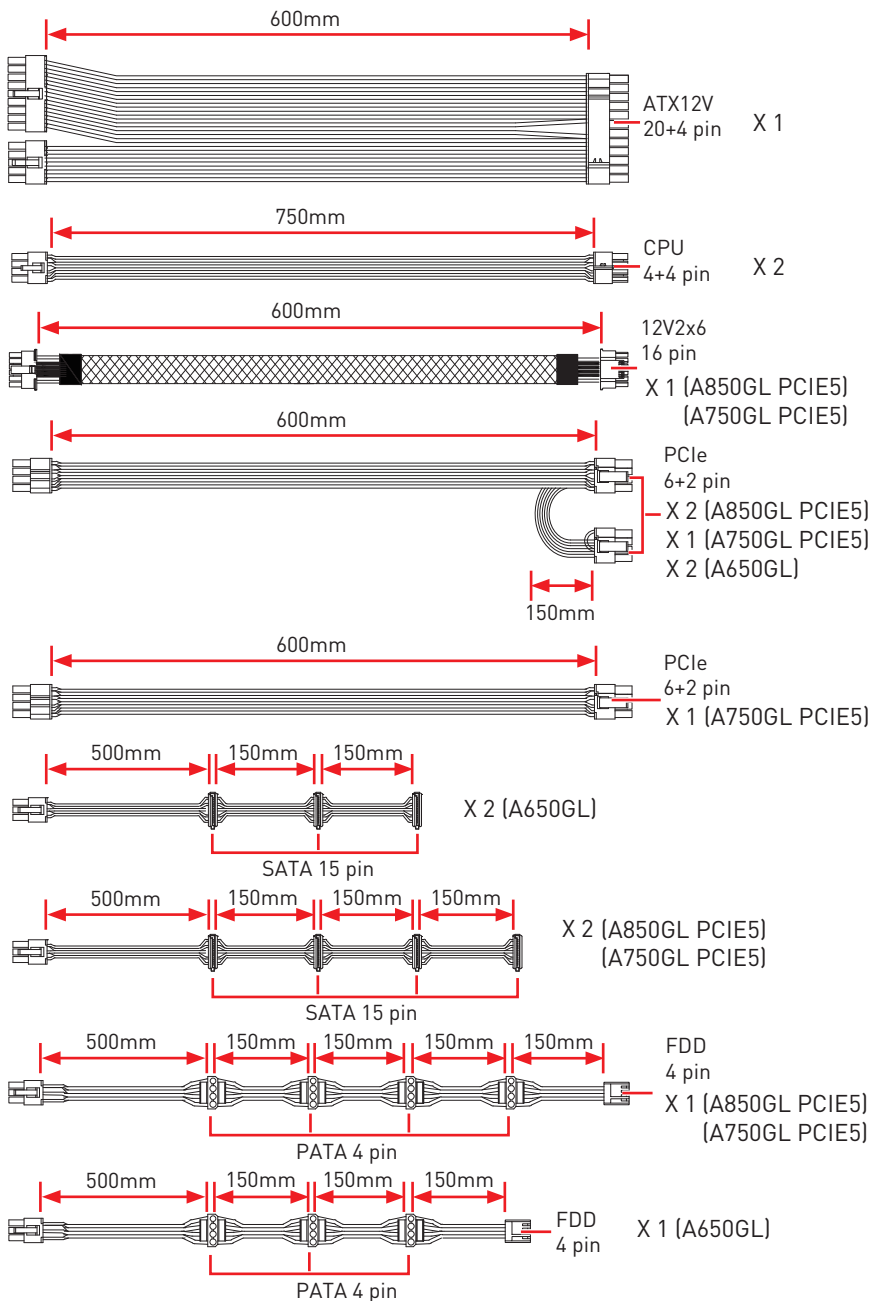 600mm
ATX12V
20+4 pin
X 1
750mm
CPU
4+4 pin
X 2
600mm
12V2x6
16 pin
X 1 (A850GL PCIE5)
(A750GL PCIE5)
600mm
PCIe
6+2 pin
X 2 (A850GL PCIE5)
X 1 (A750GL PCIE5)
X 2 (A650GL)
150mm
600mm
PCIe
6+2 pin
X 1 (A750GL PCIE5)
500mm 150mm 150mm
X 2 (A650GL)
SATA 15 pin
500mm 150mm 150mm 150mm
X 2 (A850GL PCIE5)
(A750GL PCIE5)
SATA 15 pin
500mm 150mm 150mm 150mm 150mm
FDD
4 pin
X 1 (A850GL PCIE5)
(A750GL PCIE5)
PATA 4 pin
500mm 150mm 150mm 150mm
FDD
4 pin
X 1 (A650GL)
PATA 4 pin